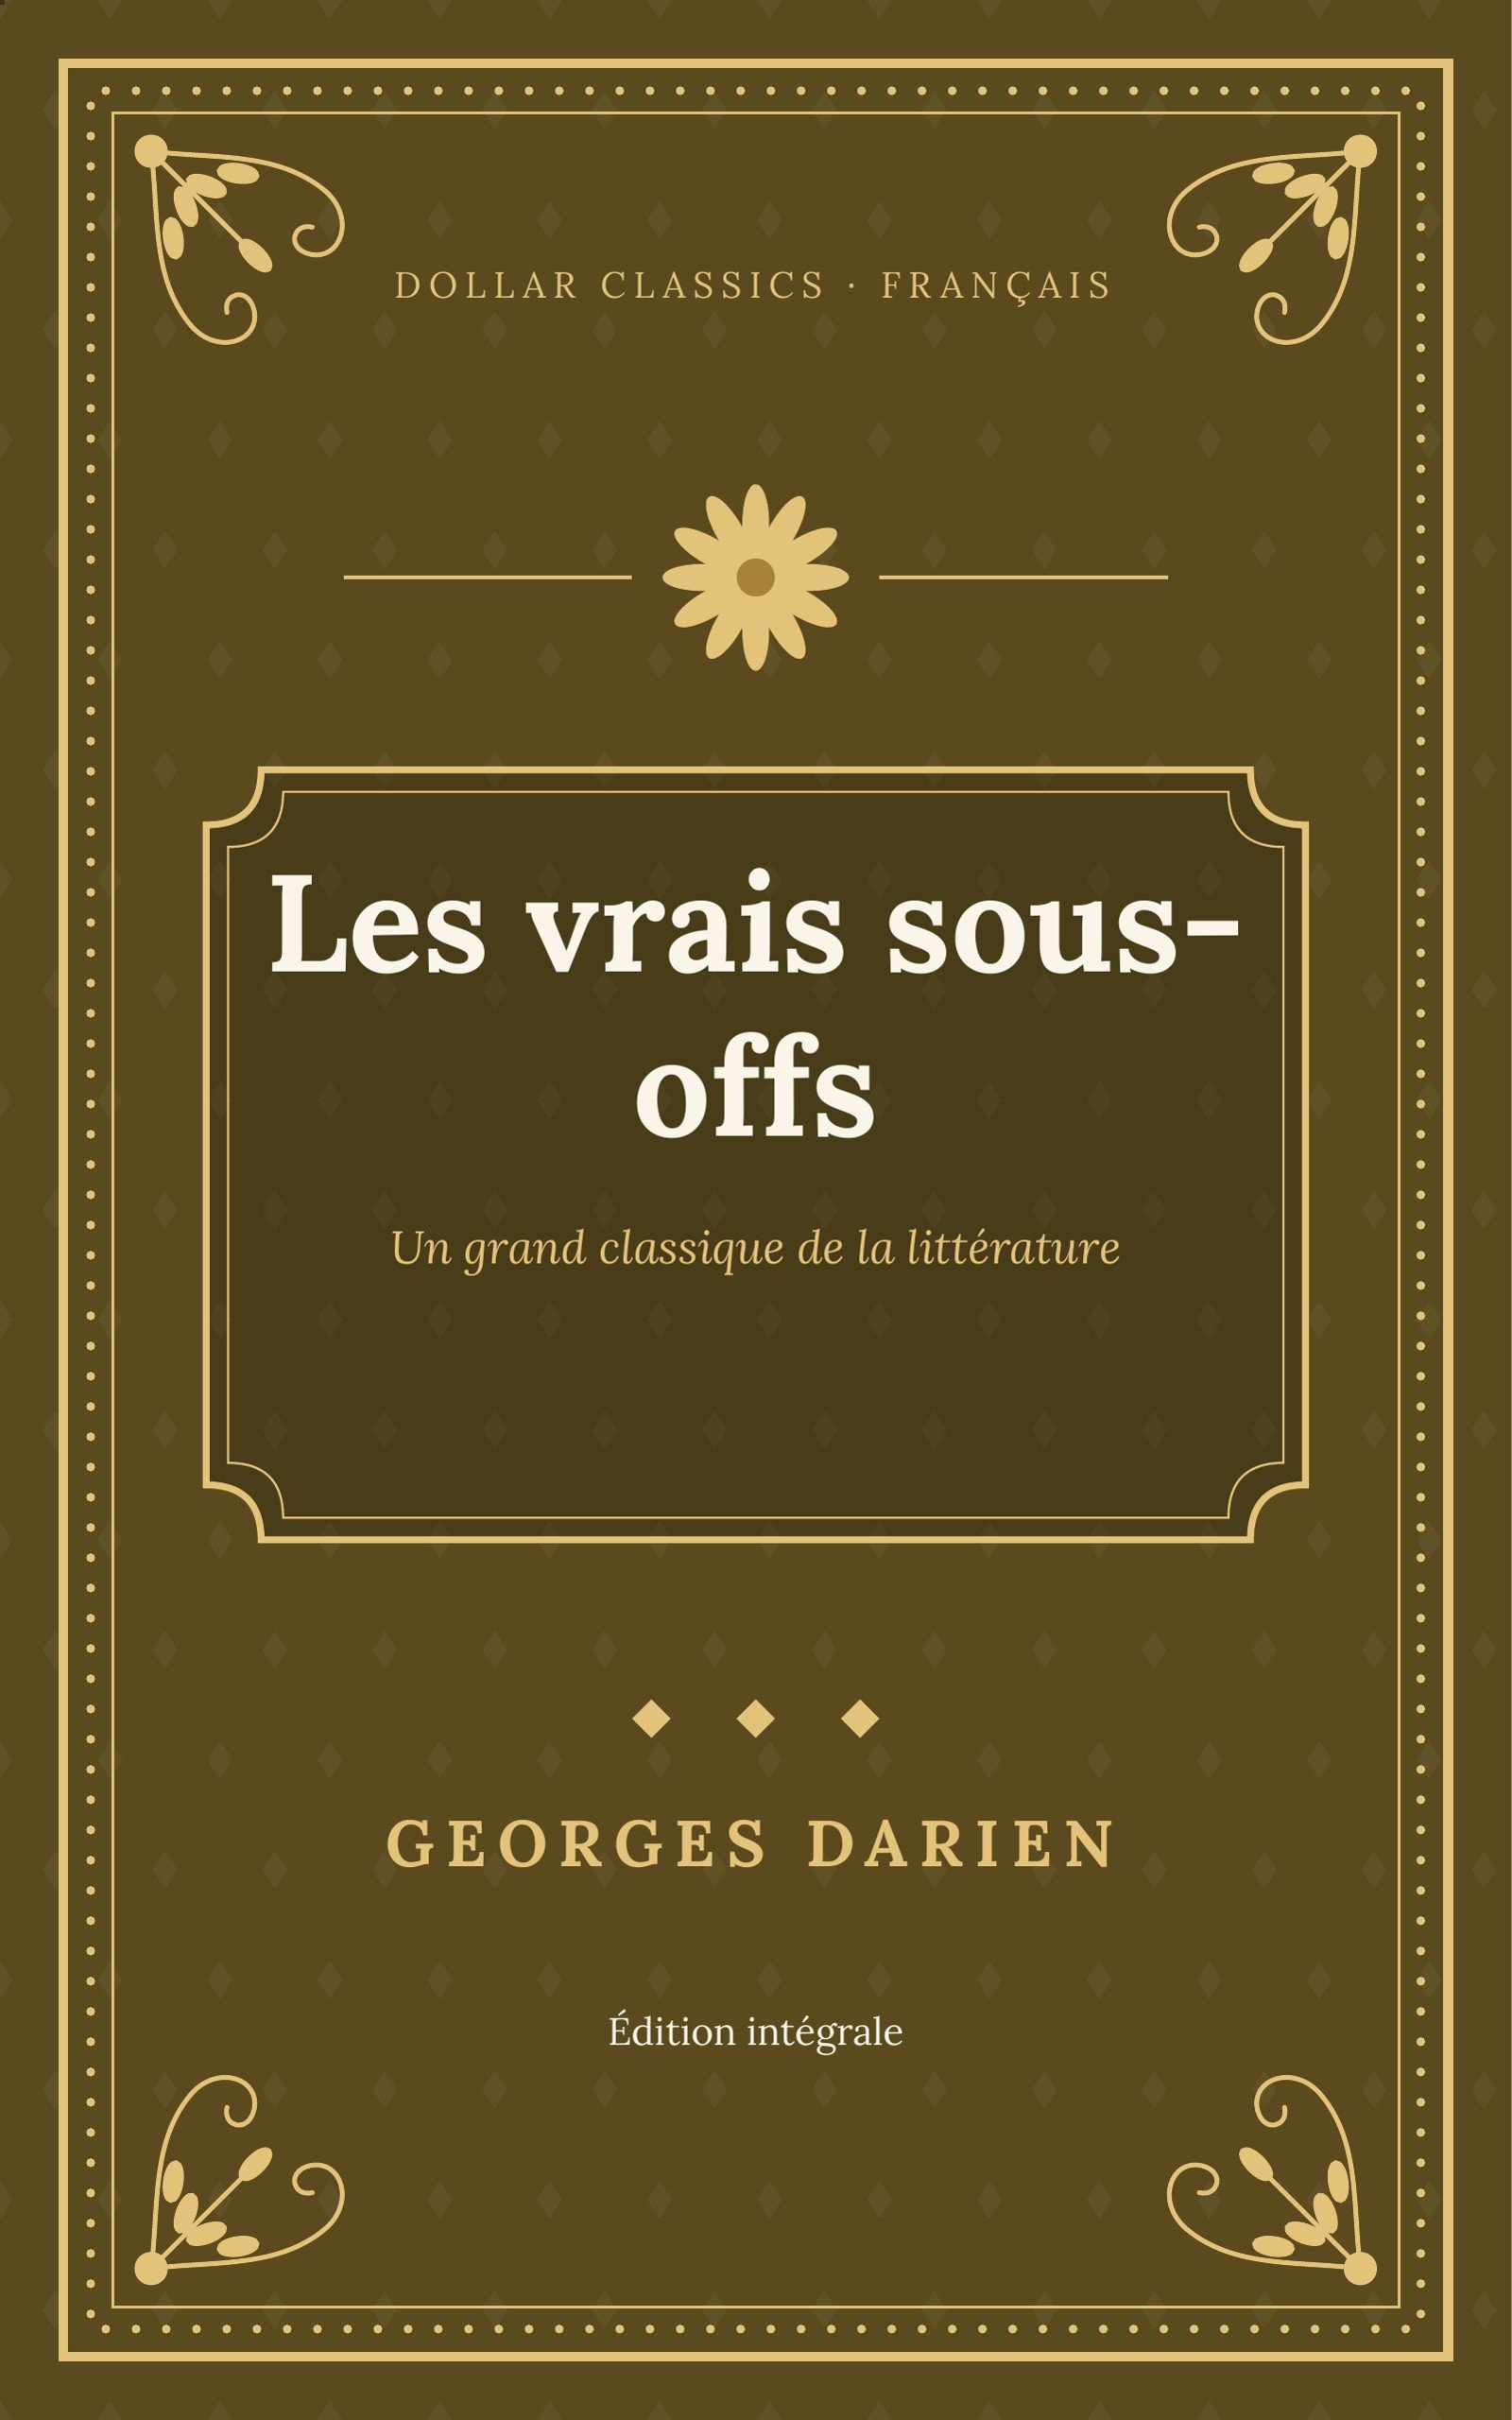 DOLLAR CLASSICS · FRANÇAIS
Les vrais sous-
offs
Un grand classique de la littérature
GEORGES DARIEN
Édition intégrale